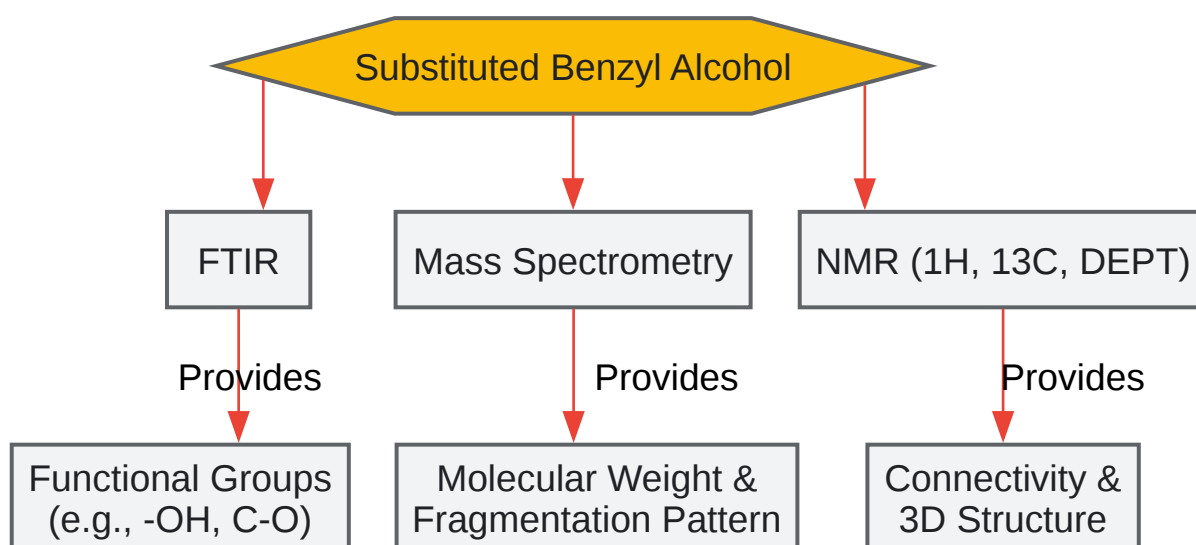 Substituted Benzyl Alcohol
FTIR
Mass Spectrometry
NMR (1H, 13C, DEPT)
Provides
Provides
Provides
Functional Groups
(e.g., -OH, C-O)
Molecular Weight &
Fragmentation Pattern
Connectivity &
3D Structure